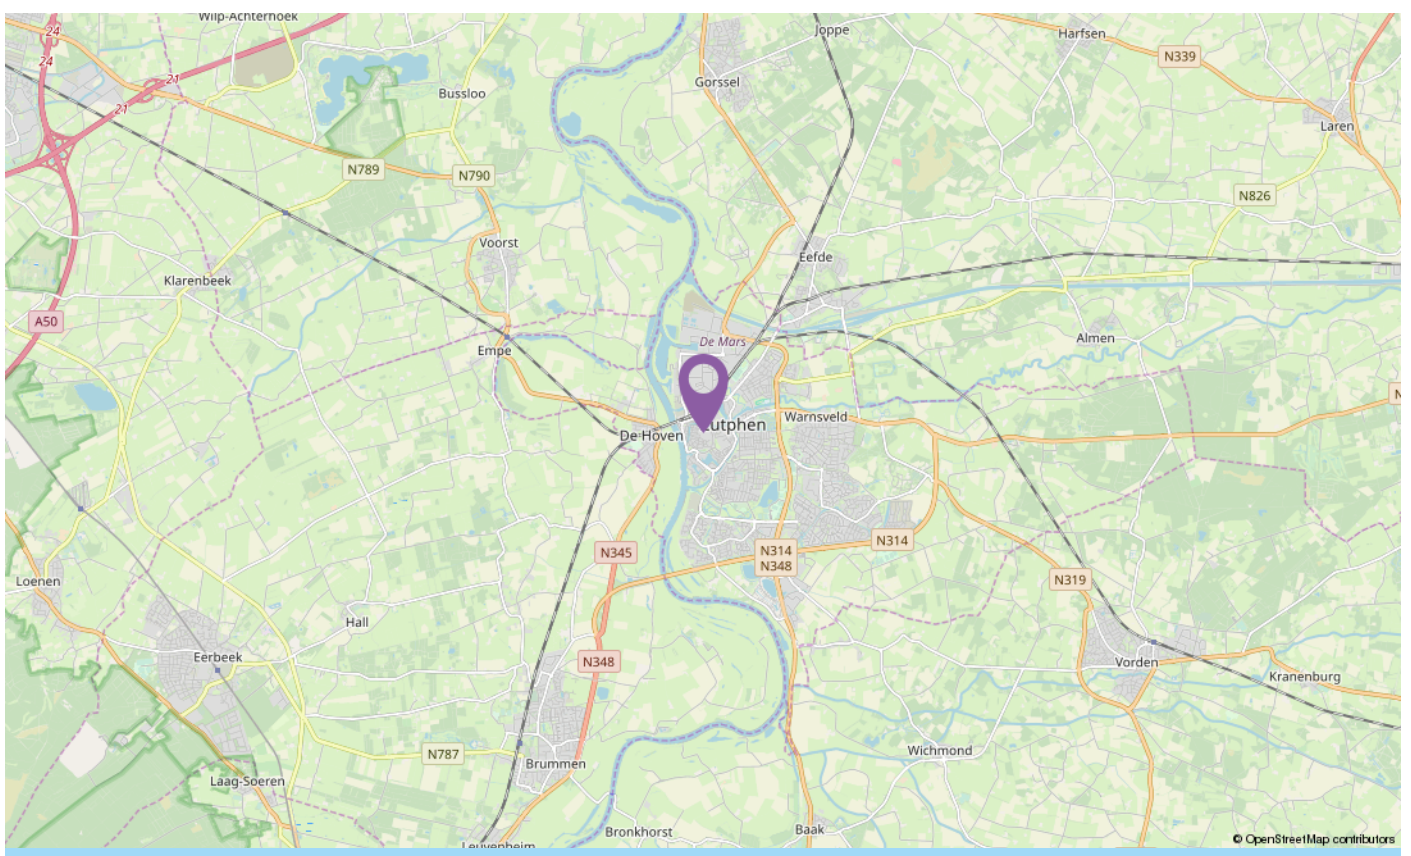 Wilp-Achterhoek
24
Joppe
Harfsen
24
N339
21
Gorssel
Bussloo
21
Laren
A50
N789
N790
N826
Voorst
Eefde
Klarenbeek
A50
De Mars
Almen
Empe
Warnsveld
utphen
De Hoven
N314
N345
N314
N348
Loenen
N319
Hall
Eerbeek
N348
Vorden
Kranenburg
Wichmond
N787
Brummen
Laag-Soeren
Bronkhorst
Baak
© OpenStreetMap contributors
Leuvenheim